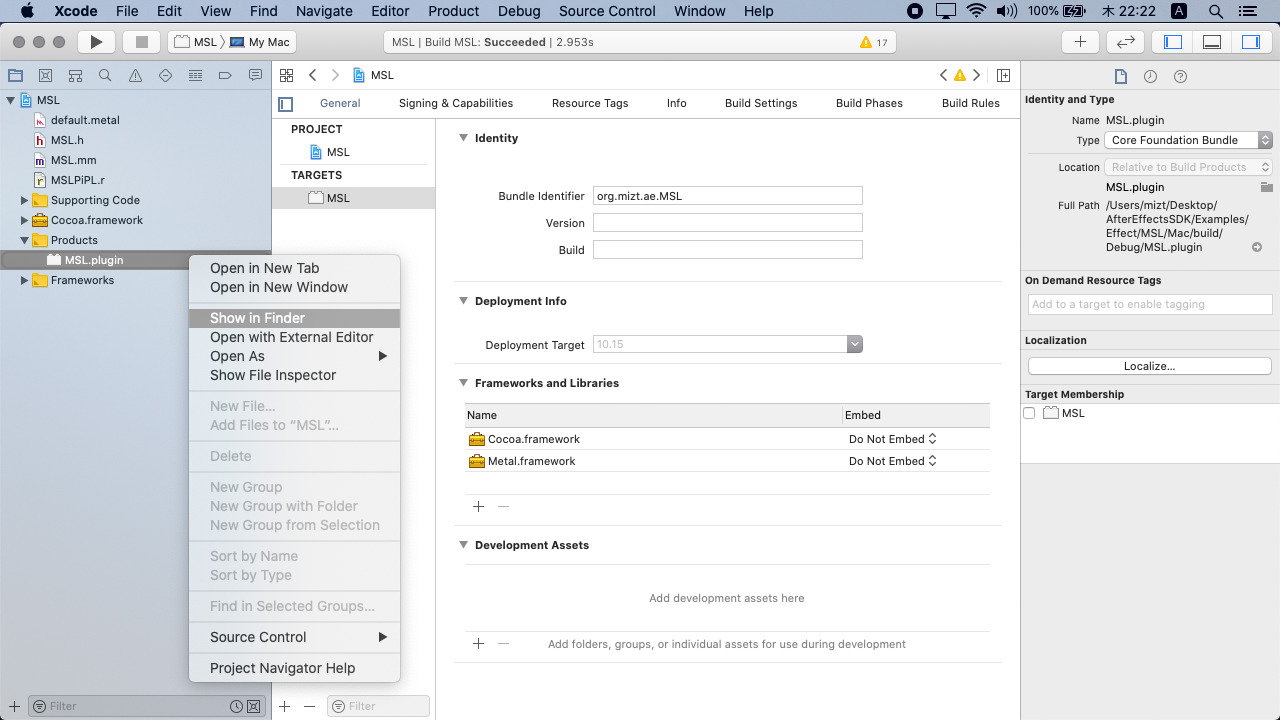 Xcode File Edit View Find Navigate Editor Product Debug Source Control Window Help 100% 木 22:22 A
MSL My Mac
MSL | Build MSL: Succeeded | 2.953s 17
MSL
General Signing & Capabilities Resource Tags Info Build Settings Build Phases Build Rules
MSL
default.metal
h MSL.h
m MSL.mm
r MSLPiPL.r
Supporting Code
Cocoa.framework
Products
MSL.plugin
Frameworks
Open in New Tab
Open in New Window
Show in Finder
Open with External Editor
Open As
Show File Inspector
New File...
Add Files to “MSL”...
Delete
New Group
New Group with Folder
New Group from Selection
Sort by Name
Sort by Type
Find in Selected Groups...
Source Control
Project Navigator Help
Filter
PROJECT
MSL
TARGETS
MSL
Filter
Identity
Bundle Identifier org.mizt.ae.MSL
Version
Build
Deployment Info
Deployment Target 10.15
Frameworks and Libraries
Name Embed
Cocoa.framework Do Not Embed
Metal.framework Do Not Embed
Development Assets
Add development assets here
Add folders, groups, or individual assets for use during development
Identity and Type
Name MSL.plugin
Type Core Foundation Bundle
Location Relative to Build Products
MSL.plugin
Full Path /Users/mizt/Desktop/
AfterEffectsSDK/Examples/
Effect/MSL/Mac/build/
Debug/MSL.plugin
On Demand Resource Tags
Add to a target to enable tagging
Localization
Localize...
Target Membership
MSL